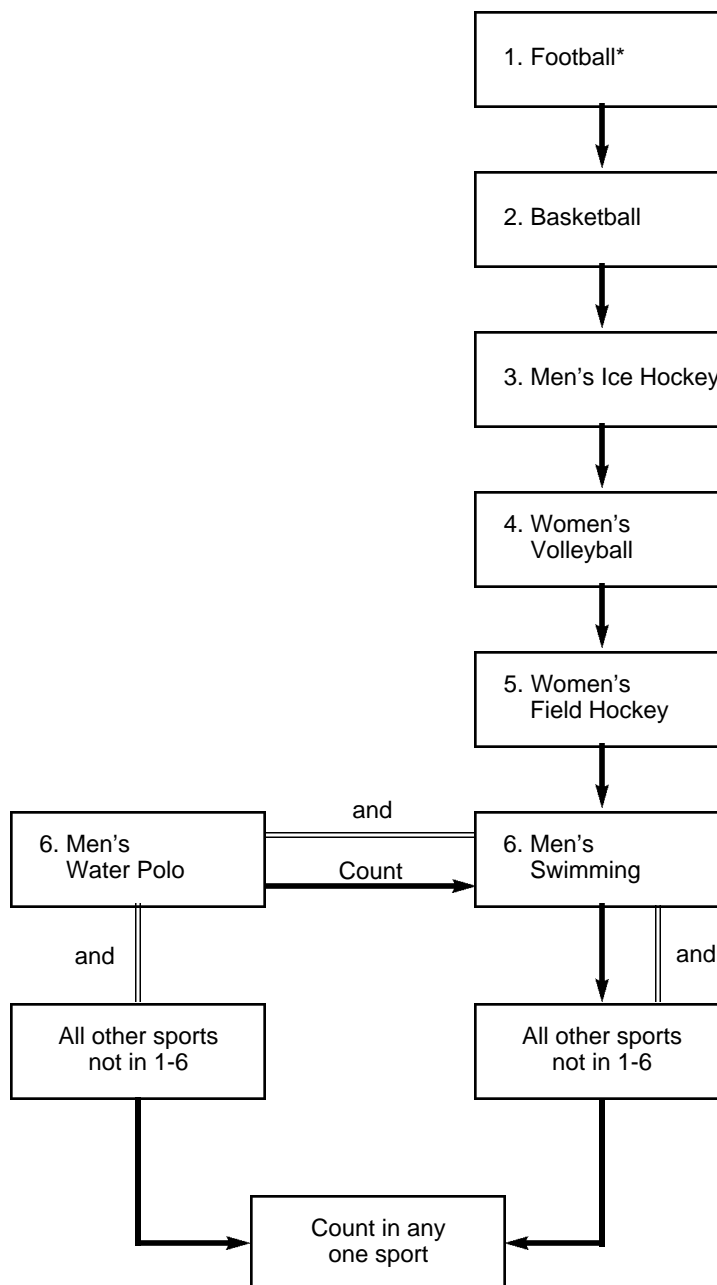 1. Football*
2. Basketball
3. Men’s Ice Hockey
4. Women’s
Volleyball
5. Women’s
Field Hockey
and
6. Men’s
Water Polo
Count
6. Men’s
Swimming
and
and
All other sports
not in 1-6
All other sports
not in 1-6
Count in any
one sport